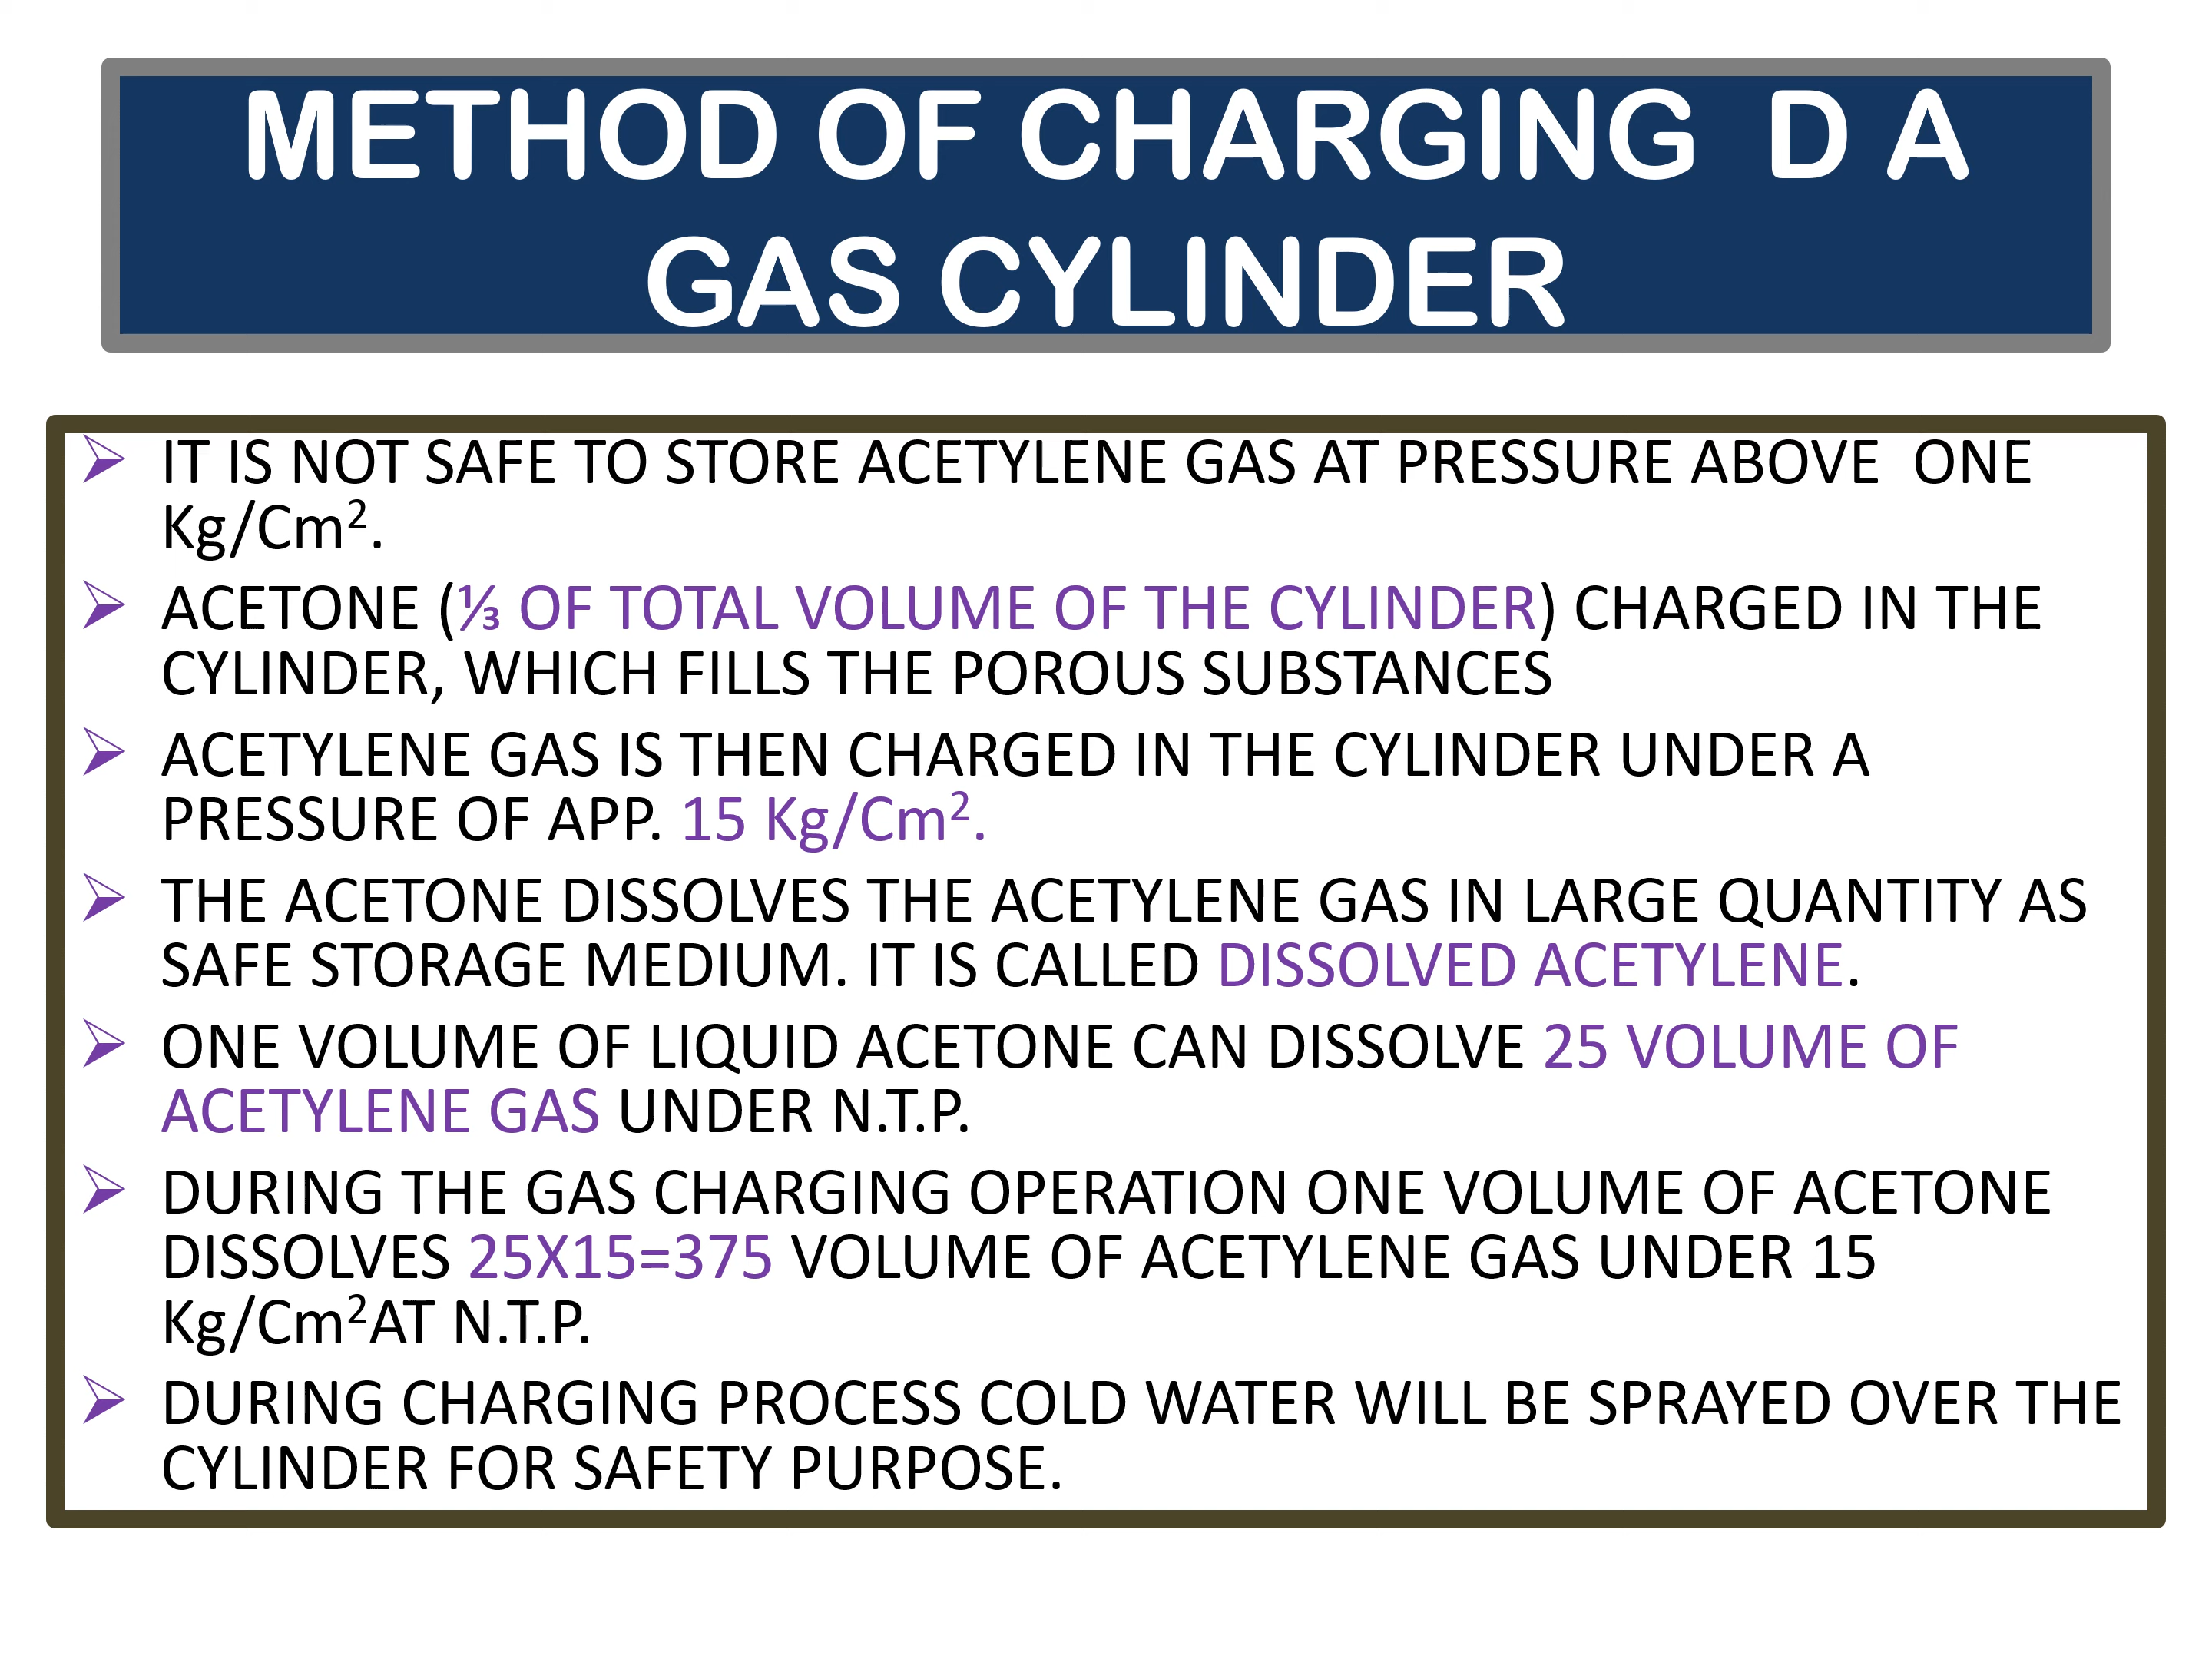 METHOD OF CHARGING D A
GAS CYLINDER
IT IS NOT SAFE TO STORE ACETYLENE GAS AT PRESSURE ABOVE ONE
Kg/Cm².
ACETONE (⅓ OF TOTAL VOLUME OF THE CYLINDER) CHARGED IN THE
CYLINDER, WHICH FILLS THE POROUS SUBSTANCES
ACETYLENE GAS IS THEN CHARGED IN THE CYLINDER UNDER A
PRESSURE OF APP. 15 Kg/Cm².
THE ACETONE DISSOLVES THE ACETYLENE GAS IN LARGE QUANTITY AS
SAFE STORAGE MEDIUM. IT IS CALLED DISSOLVED ACETYLENE.
ONE VOLUME OF LIQUID ACETONE CAN DISSOLVE 25 VOLUME OF
ACETYLENE GAS UNDER N.T.P.
DURING THE GAS CHARGING OPERATION ONE VOLUME OF ACETONE
DISSOLVES 25X15=375 VOLUME OF ACETYLENE GAS UNDER 15
Kg/Cm²AT N.T.P.
DURING CHARGING PROCESS COLD WATER WILL BE SPRAYED OVER THE
CYLINDER FOR SAFETY PURPOSE.